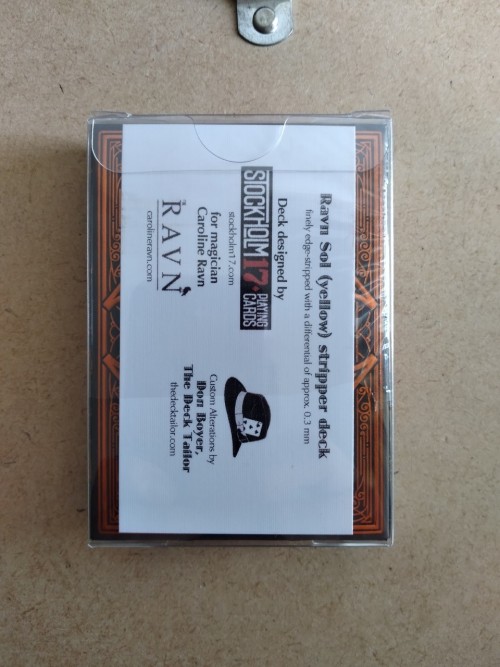 Ravn Sol (yellow) stripper deck
finely edge-stripped with a differential of approx. 0.3 mm
Deck designed by
STOCKHOLM17
PLAYING
CARDS
stockholm17.com
for magician
Caroline Ravn
RAVN
carolineravn.com
Custom Alterations by
Don Boyer,
The Deck Tailor
thedecktailor.com